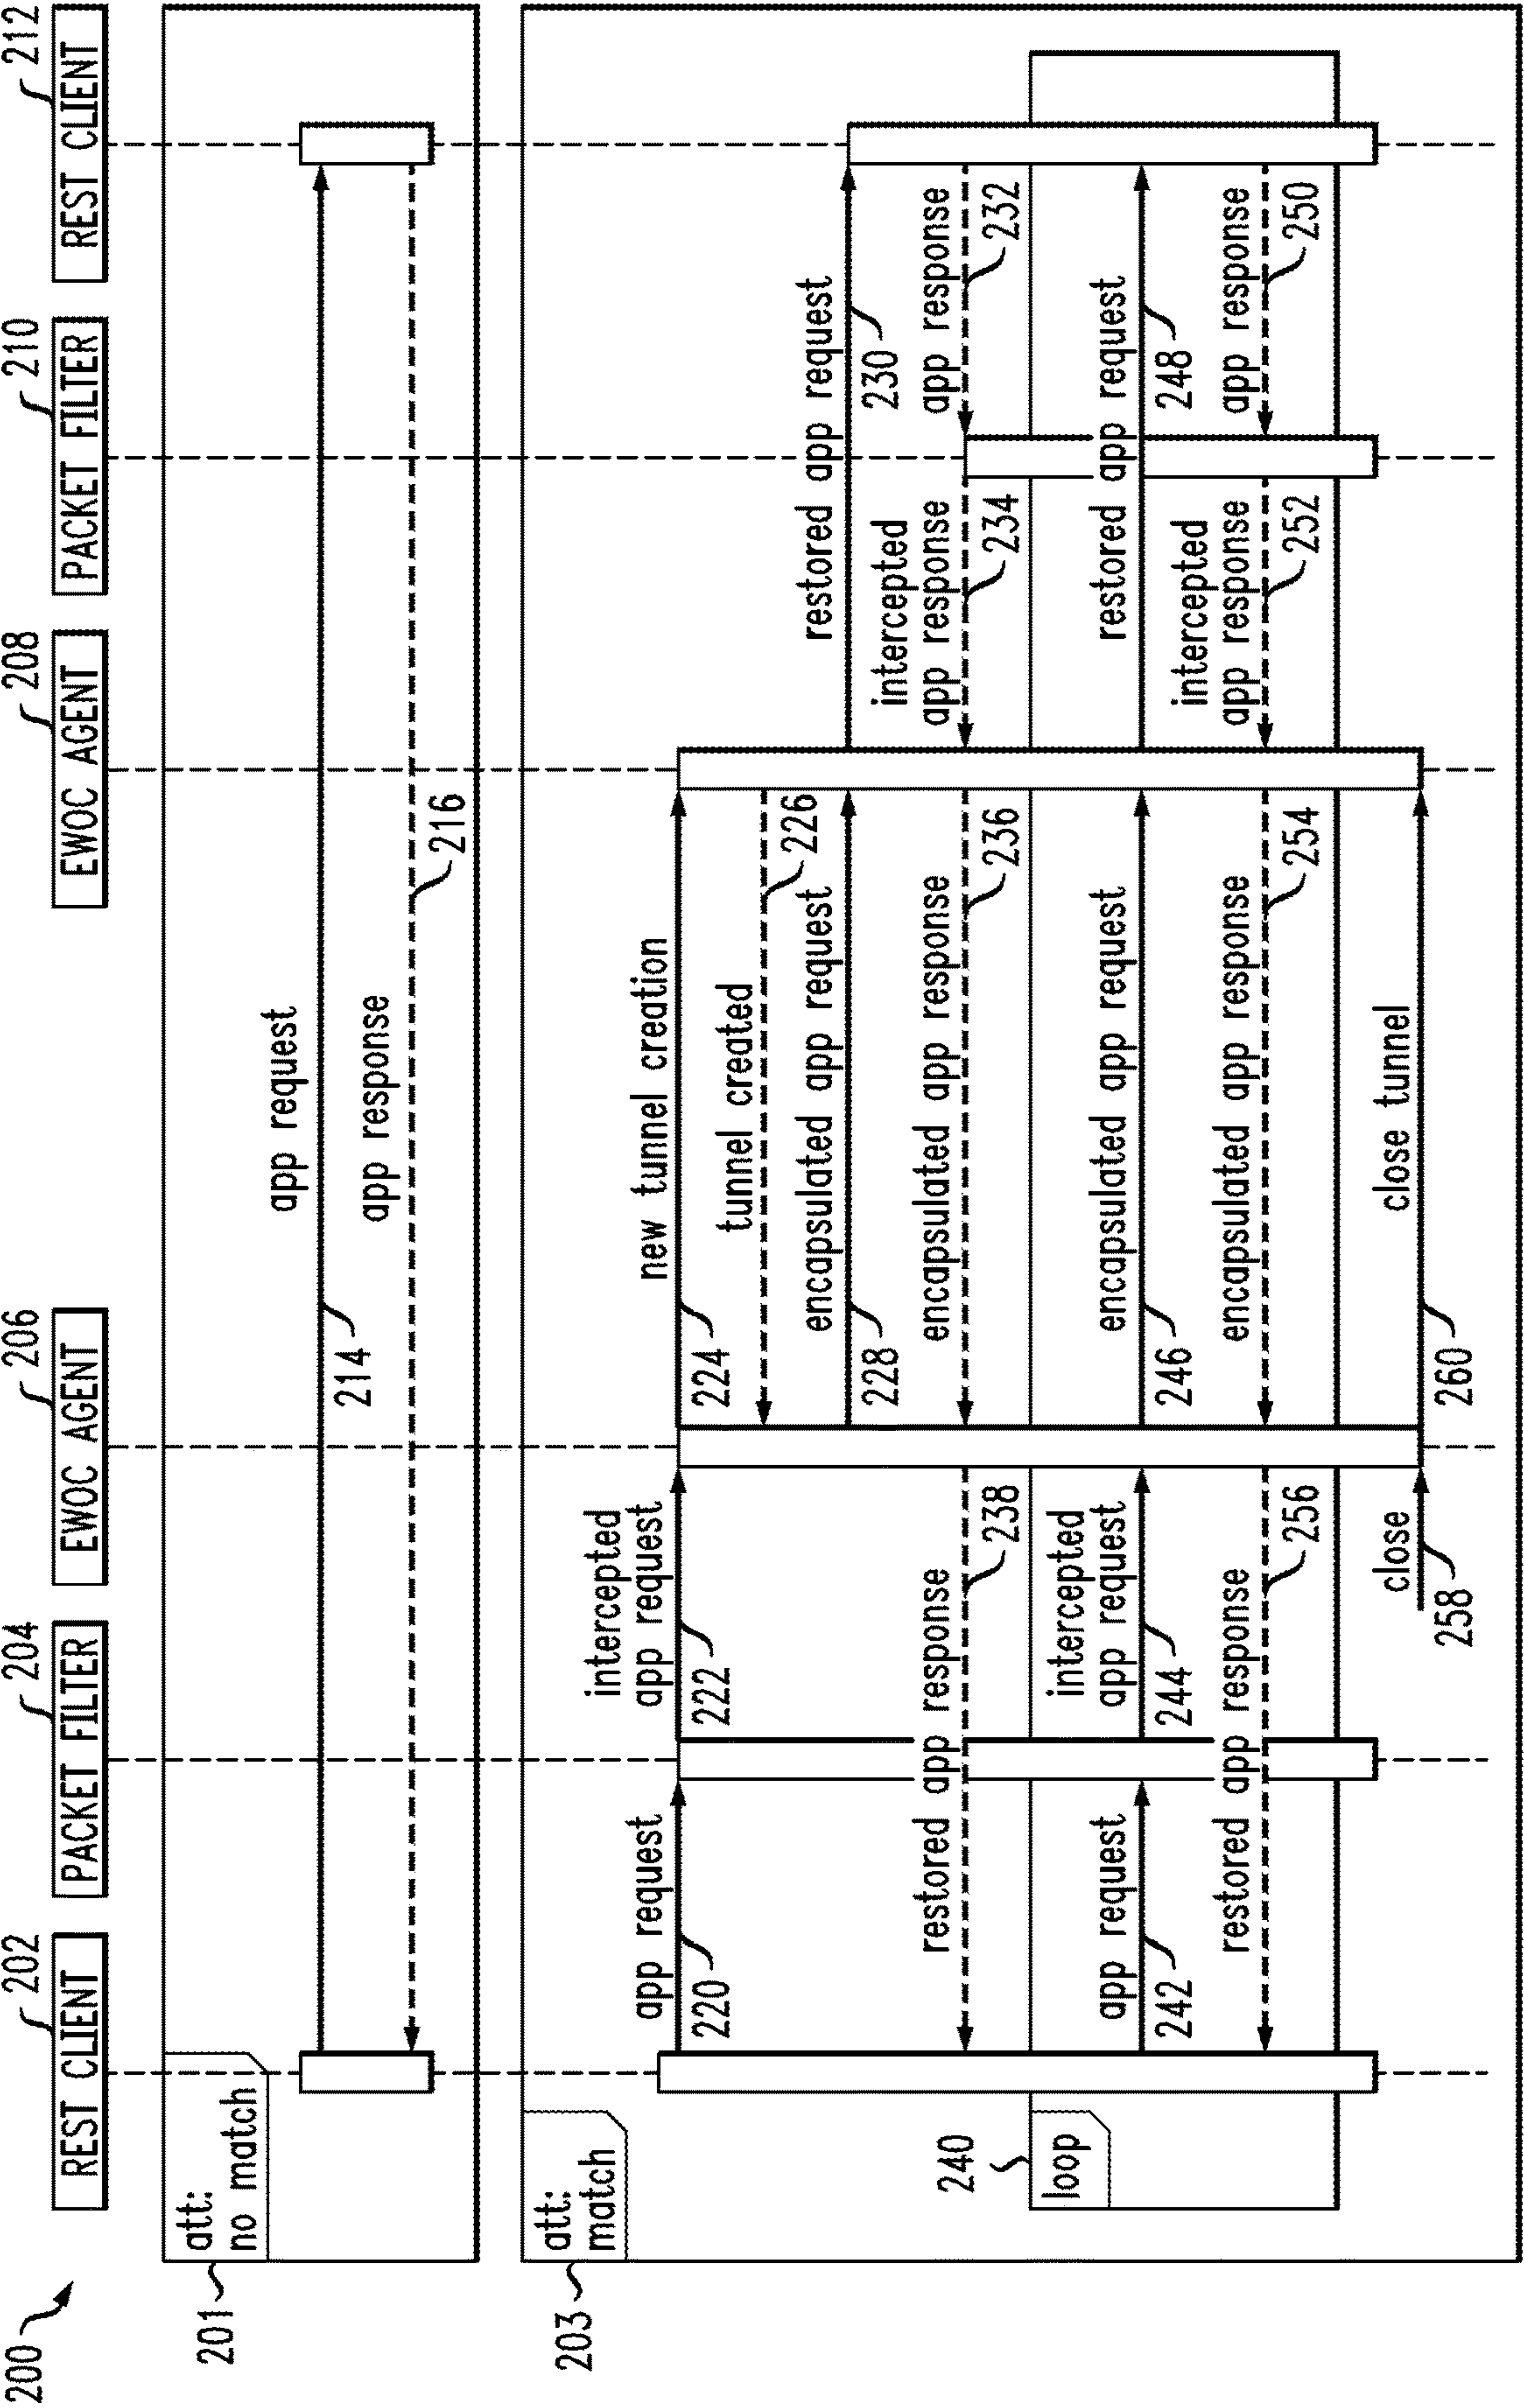 200
202
204
206
208
210
212
REST CLIENT
PACKET FILTER
EWOC AGENT
EWOC AGENT
PACKET FILTER
REST CLIENT
201
att:
no match
app request
214
app response
216
203
att:
match
app request
220
intercepted
app request
222
new tunnel creation
224
tunnel created
226
encapsulated app request
228
restored app request
230
app response
232
intercepted
app response
234
encapsulated app response
236
restored app response
238
240
loop
app request
242
intercepted
app request
244
encapsulated app request
246
restored app request
248
app response
250
intercepted
app response
252
encapsulated app response
254
restored app response
256
close
258
close tunnel
260